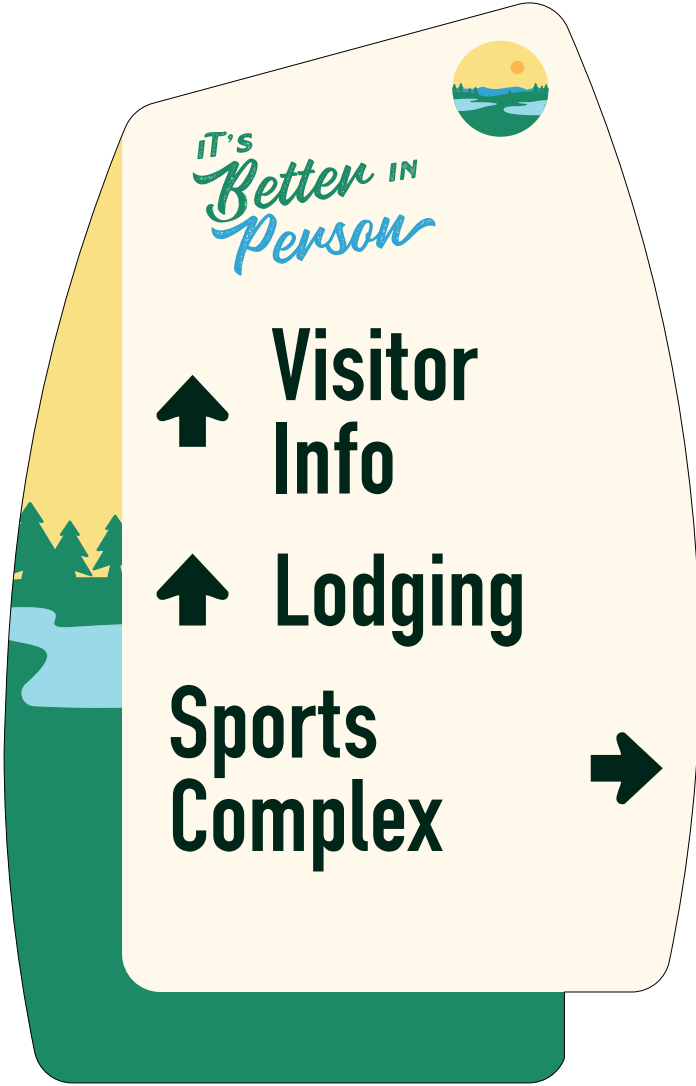 IT'S
Better IN
Person
Visitor
Info
Lodging
Sports
Complex